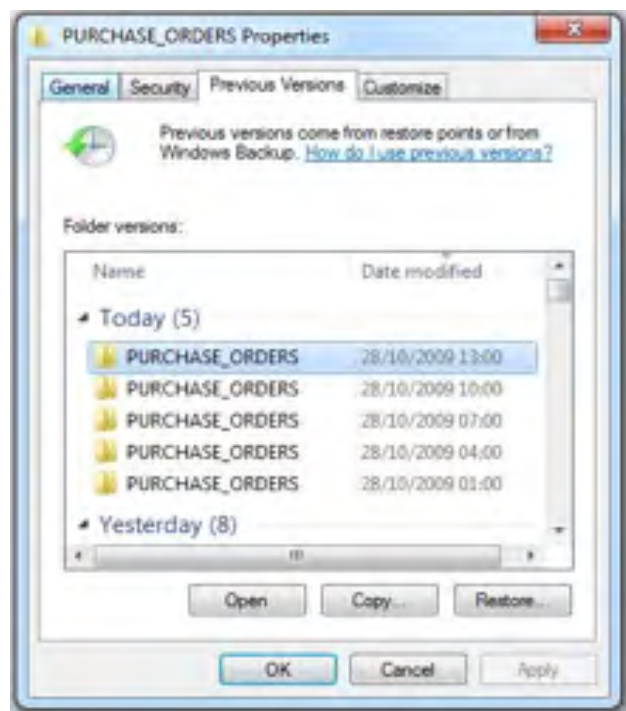 PURCHASE_ORDERS Properties
General Security Previous Versions Customize
Previous versions come from restore points or from
Windows Backup. How do I use previous versions?
Folder versions:
Name Date modified
Today (5)
PURCHASE_ORDERS 28/10/2009 13:00
PURCHASE_ORDERS 28/10/2009 10:00
PURCHASE_ORDERS 28/10/2009 07:00
PURCHASE_ORDERS 28/10/2009 04:00
PURCHASE_ORDERS 28/10/2009 01:00
Yesterday (8)
Open Copy... Restore...
OK Cancel Apply